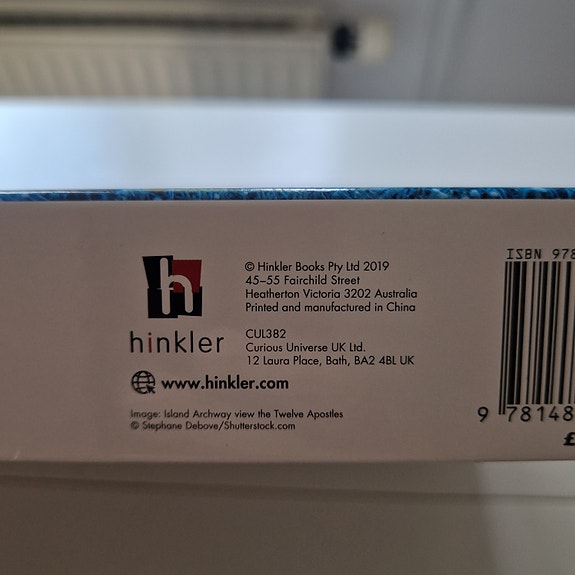 h
hinkler
www.hinkler.com
© Hinkler Books Pty Ltd 2019
45–55 Fairchild Street
Heatherton Victoria 3202 Australia
Printed and manufactured in China
CUL382
Curious Universe UK Ltd.
12 Laura Place, Bath, BA2 4BL UK
Image: Island Archway view the Twelve Apostles
© Stephane Debove/Shutterstock.com
ISBN 978
9 78148
£